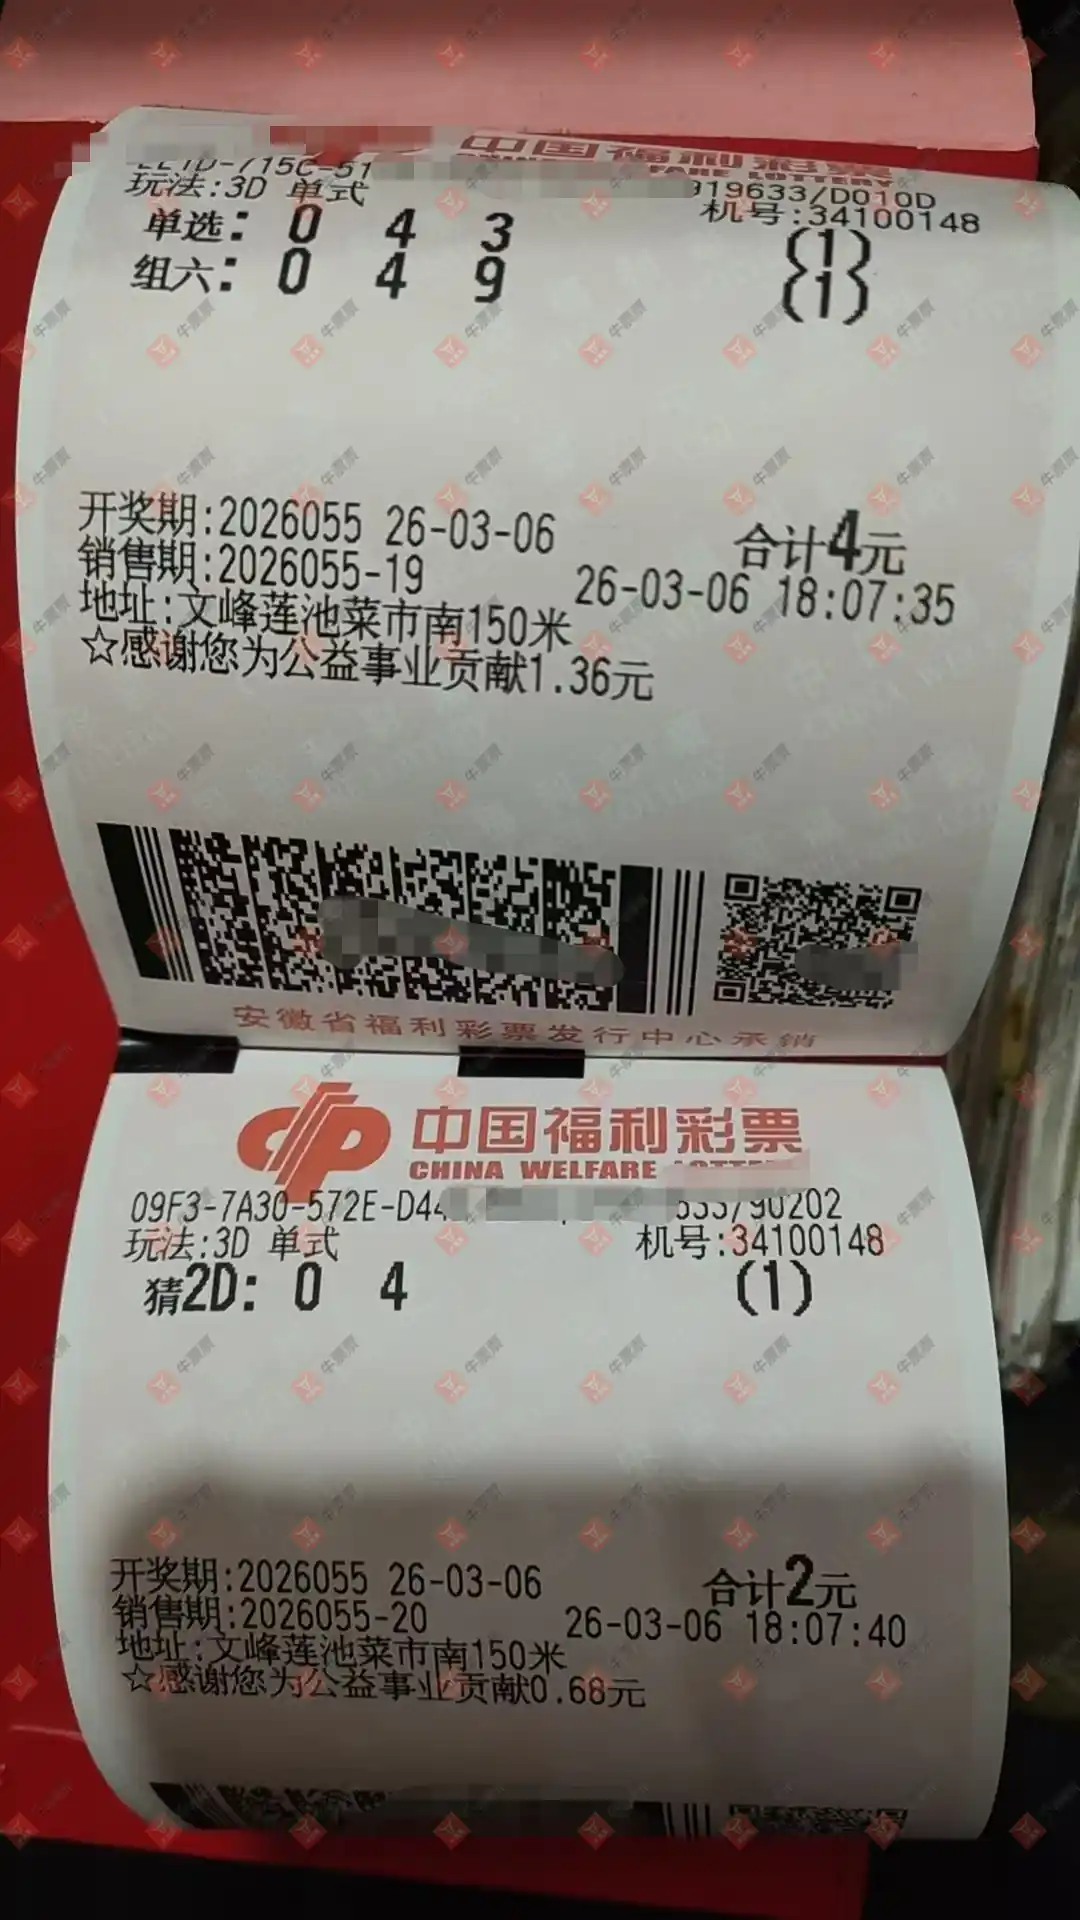 中国福利彩票
715C-51
919633/D010D
玩法:3D 单式
机号:34100148
单选: 0 4 3 (1)
组六: 0 4 9 (1)
开奖期:2026055 26-03-06
合计4元
销售期:2026055-19
26-03-06 18:07:35
地址:文峰莲池菜市南150米
☆感谢您为公益事业贡献1.36元
安徽省福利彩票发行中心承销
中国福利彩票
CHINA WELFARE
09F3-7A30-572E-D44
90202
玩法:3D 单式
机号:34100148
猜2D: 0 4 (1)
开奖期:2026055 26-03-06
合计2元
销售期:2026055-20
26-03-06 18:07:40
地址:文峰莲池菜市南150米
☆感谢您为公益事业贡献0.68元
牛票票